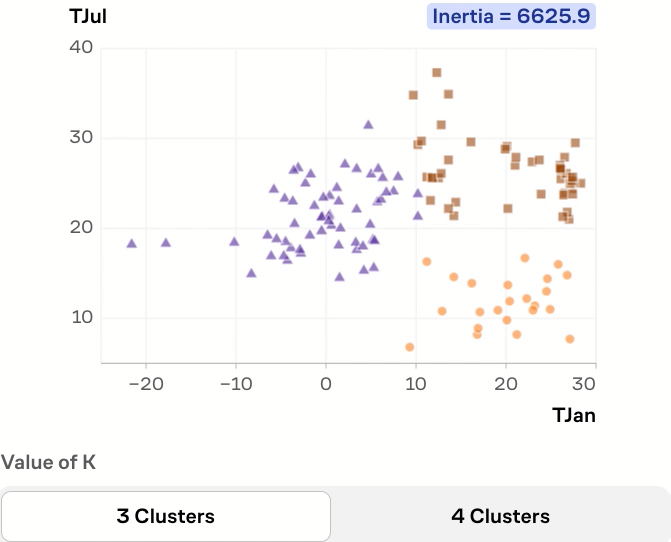 TJul
Inertia = 6625.9
40
30
20
10
−20 −10 0 10 20 30
TJan
Value of K
3 Clusters 4 Clusters